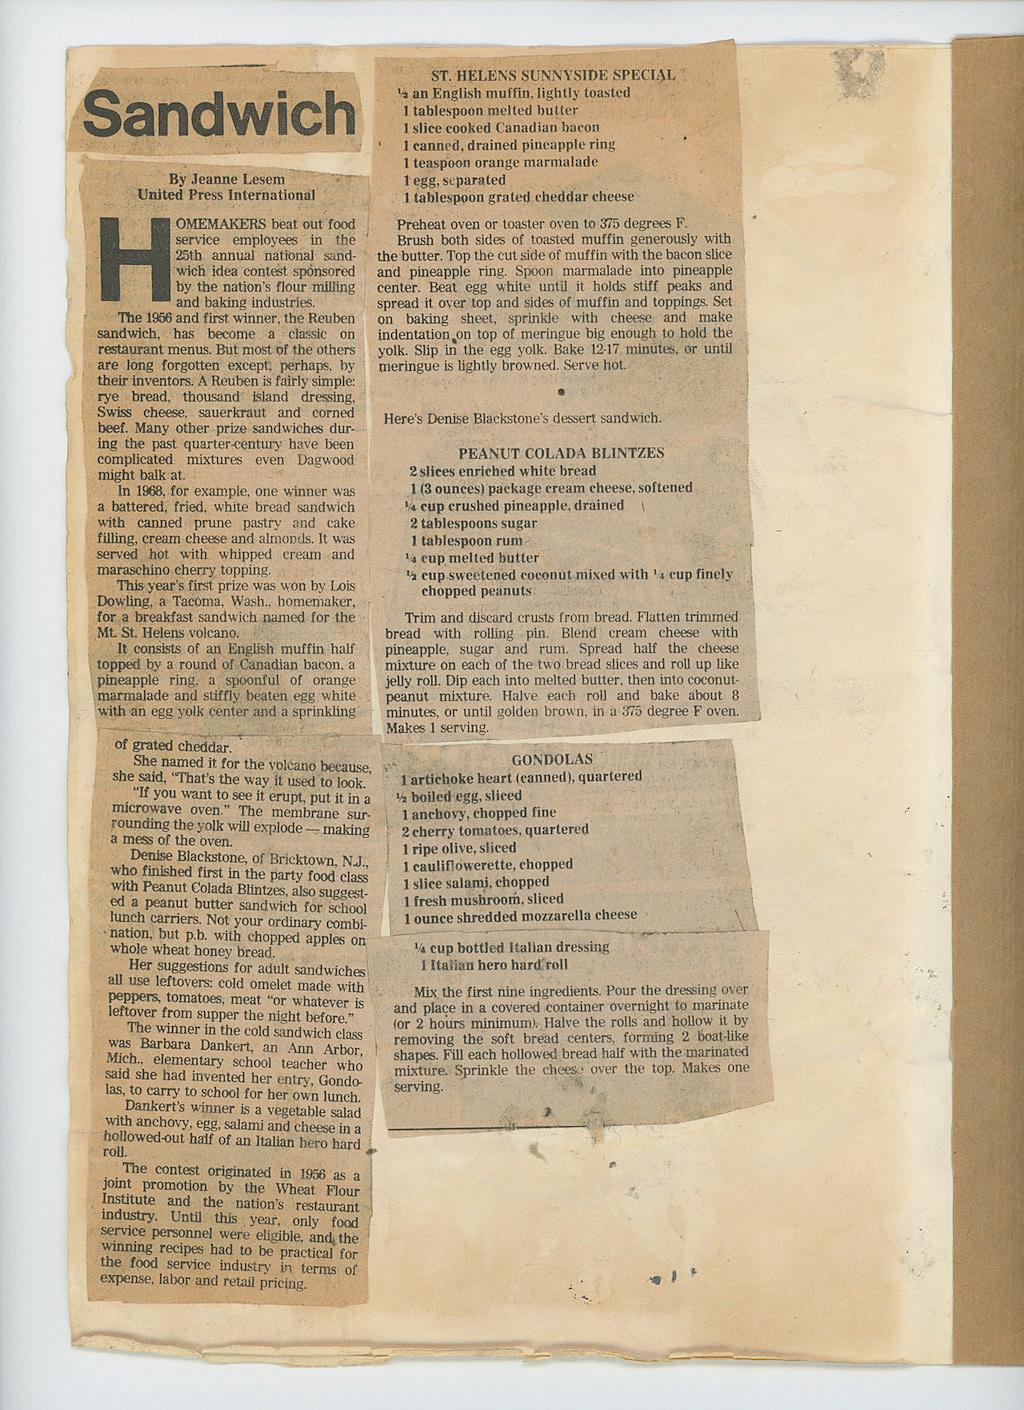 Sandwich
By Jeanne Lesem
United Press International
HOMEMAKERS beat out food
service employees in the
25th annual national sand-
wich idea contest sponsored
by the nation's flour milling
and baking industries.
The 1956 and first winner, the Reuben
sandwich, has become a classic on
restaurant menus. But most of the others
are long forgotten except, perhaps, by
their inventors. A Reuben is fairly simple:
rye bread, thousand island dressing,
Swiss cheese, sauerkraut and corned
beef. Many other prize sandwiches dur-
ing the past quarter-century have been
complicated mixtures even Dagwood
might balk at.
In 1968, for example, one winner was
a battered, fried, white bread sandwich
with canned prune pastry and cake
filling, cream cheese and almonds. It was
served hot with whipped cream and
maraschino cherry topping.
This year's first prize was won by Lois
Dowling, a Tacoma, Wash., homemaker,
for a breakfast sandwich named for the
Mt. St. Helens volcano.
It consists of an English muffin half
topped by a round of Canadian bacon, a
pineapple ring, a spoonful of orange
marmalade and stiffly beaten egg white
with an egg yolk center and a sprinkling
of grated cheddar.
She named it for the volcano because,
she said, "That's the way it used to look.
"If you want to see it erupt, put it in a
microwave oven." The membrane sur-
rounding the yolk will explode — making
a mess of the oven.
Denise Blackstone, of Bricktown, N.J.,
who finished first in the party food class
with Peanut Colada Blintzes, also suggest-
ed a peanut butter sandwich for school
lunch carriers. Not your ordinary combi-
nation, but p.b. with chopped apples on
whole wheat honey bread.
Her suggestions for adult sandwiches
all use leftovers: cold omelet made with
peppers, tomatoes, meat "or whatever is
leftover from supper the night before."
The winner in the cold sandwich class
was Barbara Dankert, an Ann Arbor,
Mich., elementary school teacher who
said she had invented her entry, Gondo-
las, to carry to school for her own lunch.
Dankert's winner is a vegetable salad
with anchovy, egg, salami and cheese in a
hollowed-out half of an Italian hero hard
roll.
The contest originated in 1956 as a
joint promotion by the Wheat Flour
Institute and the nation's restaurant
industry. Until this year, only food
service personnel were eligible, and the
winning recipes had to be practical for
the food service industry in terms of
expense, labor and retail pricing.
ST. HELENS SUNNYSIDE SPECIAL
½ an English muffin, lightly toasted
1 tablespoon melted butter
1 slice cooked Canadian bacon
1 canned, drained pineapple ring
1 teaspoon orange marmalade
1 egg, separated
1 tablespoon grated cheddar cheese
Preheat oven or toaster oven to 375 degrees F.
Brush both sides of toasted muffin generously with
the butter. Top the cut side of muffin with the bacon slice
and pineapple ring. Spoon marmalade into pineapple
center. Beat egg white until it holds stiff peaks and
spread it over top and sides of muffin and toppings. Set
on baking sheet, sprinkle with cheese and make
indentation on top of meringue big enough to hold the
yolk. Slip in the egg yolk. Bake 12-17 minutes, or until
meringue is lightly browned. Serve hot.
Here's Denise Blackstone's dessert sandwich.
PEANUT COLADA BLINTZES
2 slices enriched white bread
1 (3 ounces) package cream cheese, softened
¼ cup crushed pineapple, drained
2 tablespoons sugar
1 tablespoon rum
¼ cup melted butter
½ cup sweetened coconut mixed with ¼ cup finely
chopped peanuts
Trim and discard crusts from bread. Flatten trimmed
bread with rolling pin. Blend cream cheese with
pineapple, sugar and rum. Spread half the cheese
mixture on each of the two bread slices and roll up like
jelly roll. Dip each into melted butter, then into coconut-
peanut mixture. Halve each roll and bake about 8
minutes, or until golden brown, in a 375 degree F oven.
Makes 1 serving.
GONDOLAS
1 artichoke heart (canned), quartered
½ boiled egg, sliced
1 anchovy, chopped fine
2 cherry tomatoes, quartered
1 ripe olive, sliced
1 cauliflowerette, chopped
1 slice salami, chopped
1 fresh mushroom, sliced
1 ounce shredded mozzarella cheese
¼ cup bottled Italian dressing
1 Italian hero hard roll
Mix the first nine ingredients. Pour the dressing over
and place in a covered container overnight to marinate
(or 2 hours minimum). Halve the rolls and hollow it by
removing the soft bread centers, forming 2 boat-like
shapes. Fill each hollowed bread half with the marinated
mixture. Sprinkle the cheese over the top. Makes one
serving.